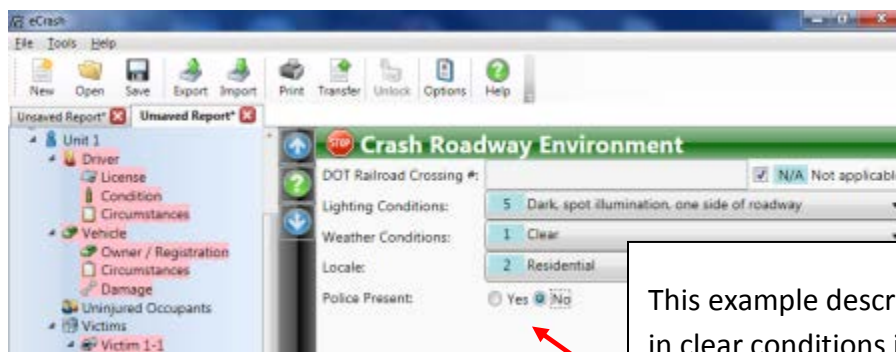 eCrash
File Tools Help
New Open Save Export Import Print Transfer Unlock Options Help
Unsaved Report* Unsaved Report*
Unit 1
Driver
License
Condition
Circumstances
Vehicle
Owner / Registration
Circumstances
Damage
Uninjured Occupants
Victims
Victim 1-1
STOP Crash Roadway Environment
DOT Railroad Crossing #: N/A Not applicable
Lighting Conditions: 5 Dark, spot illumination, one side of roadway
Weather Conditions: 1 Clear
Locale: 2 Residential
Police Present: Yes No
This example descr
in clear conditions i